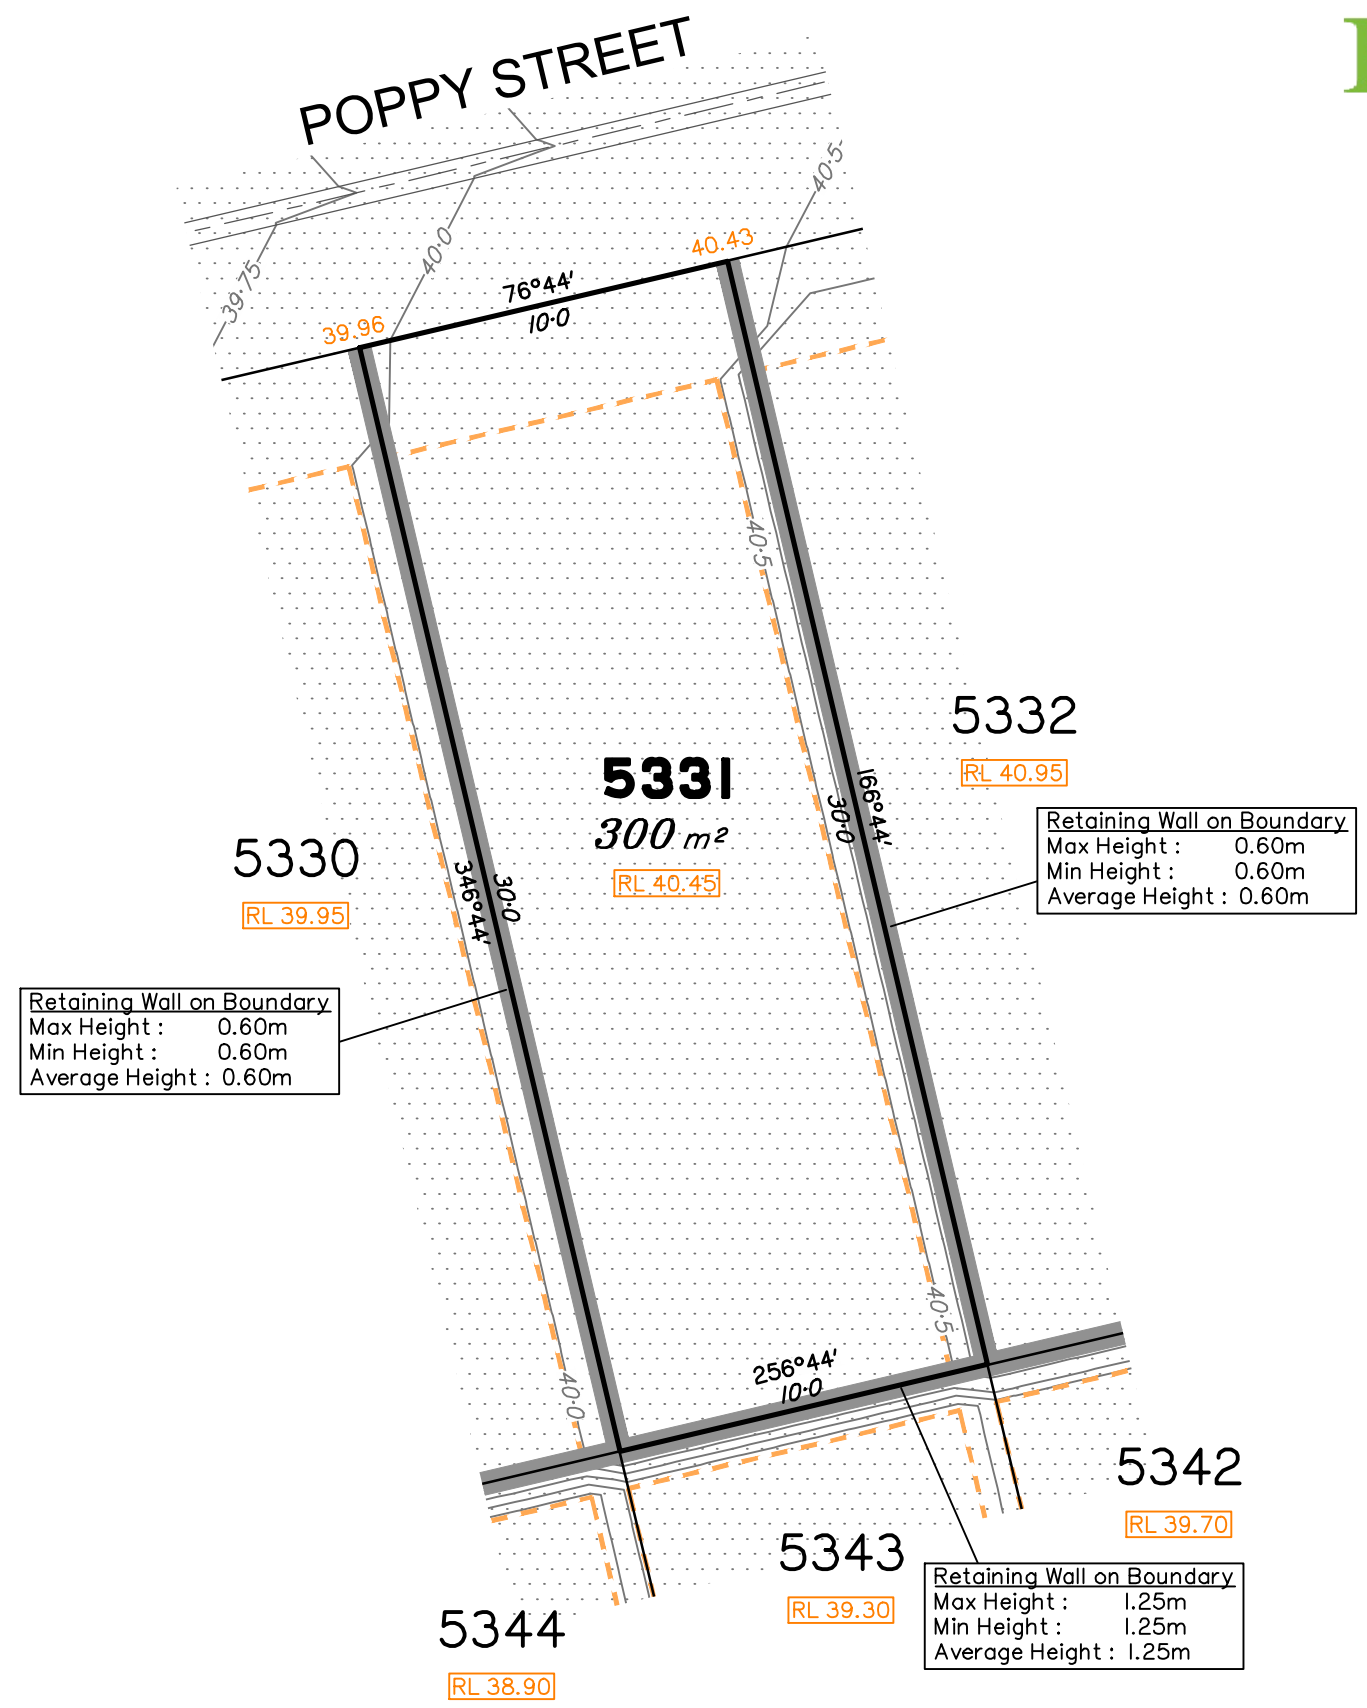 POPPY STREET
40·5
40·0
39·75
40.43
39.96
76°44'
10·0
40·5
5332
RL 40.95
5331
300 m²
RL 40.45
166°44'
30·0
Retaining Wall on Boundary
Max Height : 0.60m
Min Height : 0.60m
Average Height : 0.60m
5330
RL 39.95
346°44'
30·0
Retaining Wall on Boundary
Max Height : 0.60m
Min Height : 0.60m
Average Height : 0.60m
40·5
40·0
256°44'
10·0
5342
RL 39.70
5343
RL 39.30
Retaining Wall on Boundary
Max Height : 1.25m
Min Height : 1.25m
Average Height : 1.25m
5344
RL 38.90